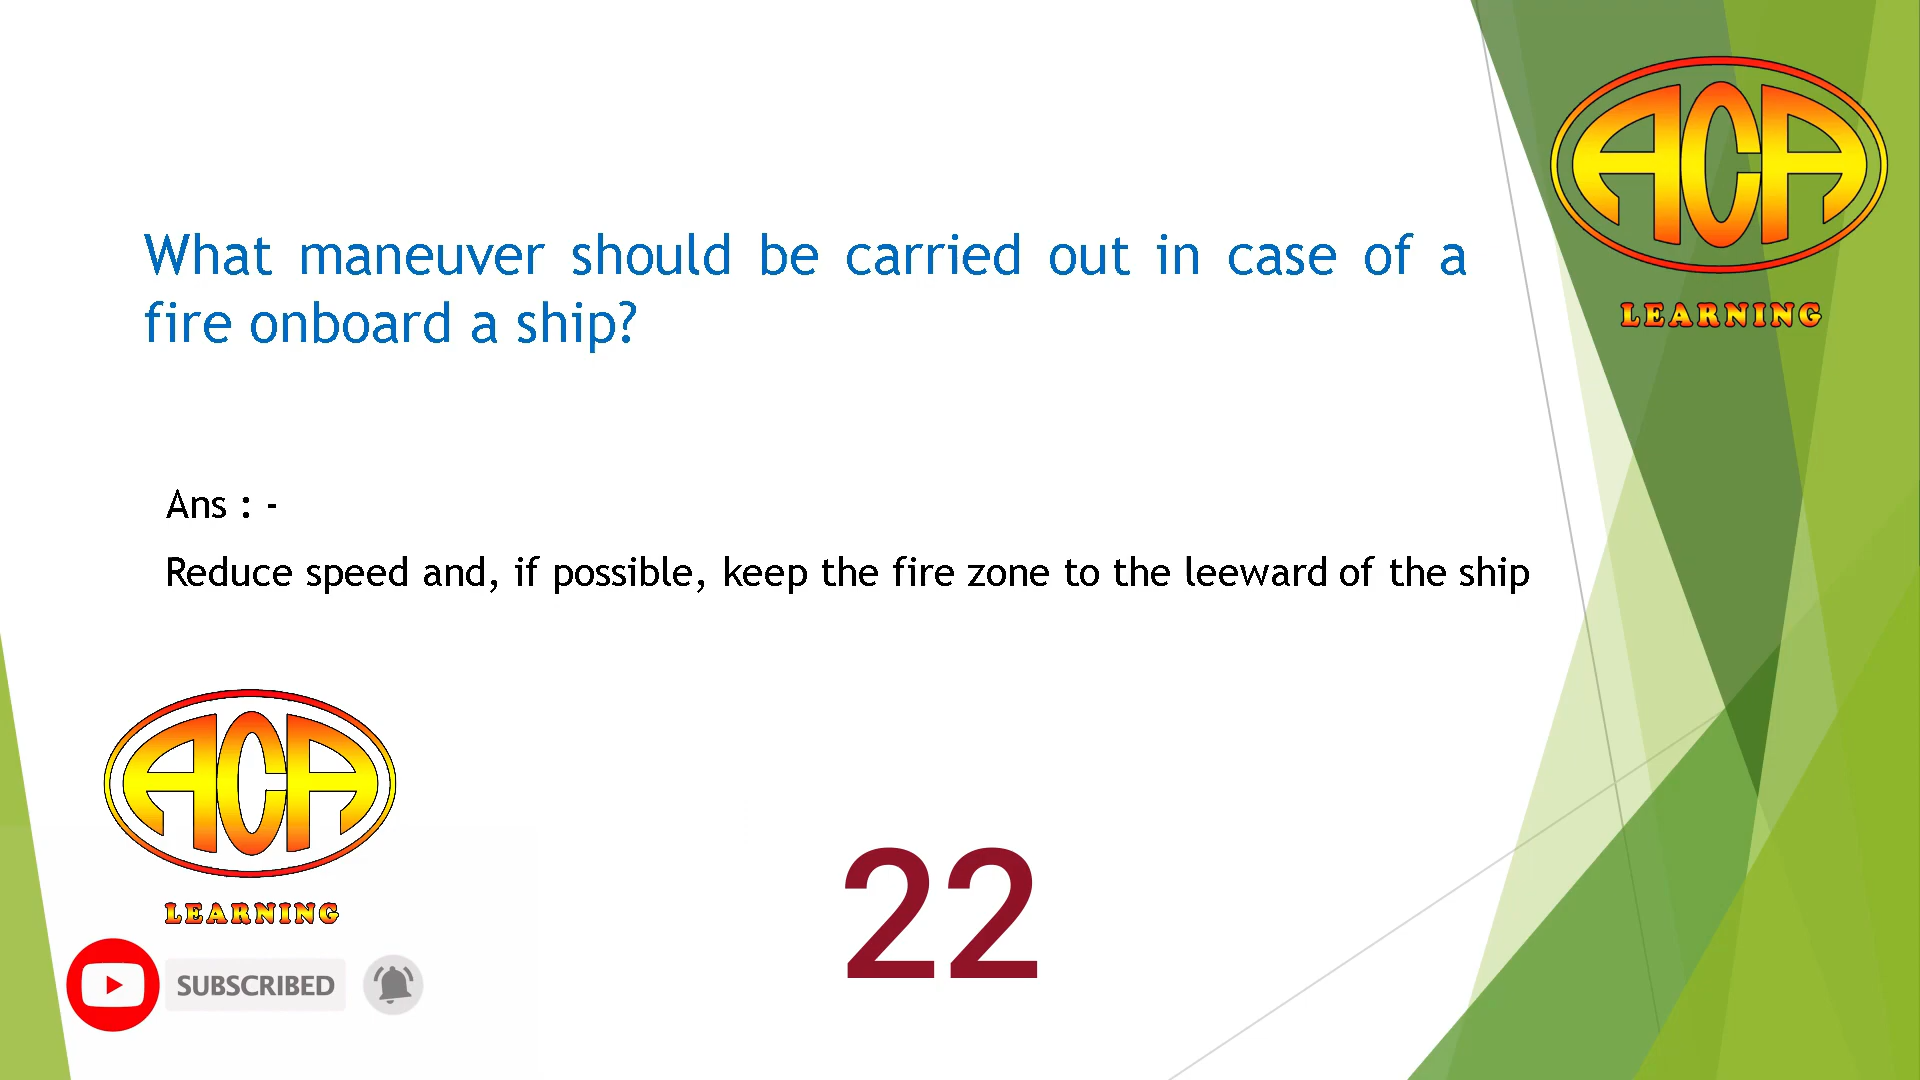 ACA
LEARNING
What maneuver should be carried out in case of a
fire onboard a ship?
Ans : -
Reduce speed and, if possible, keep the fire zone to the leeward of the ship
ACA
LEARNING
22
SUBSCRIBED